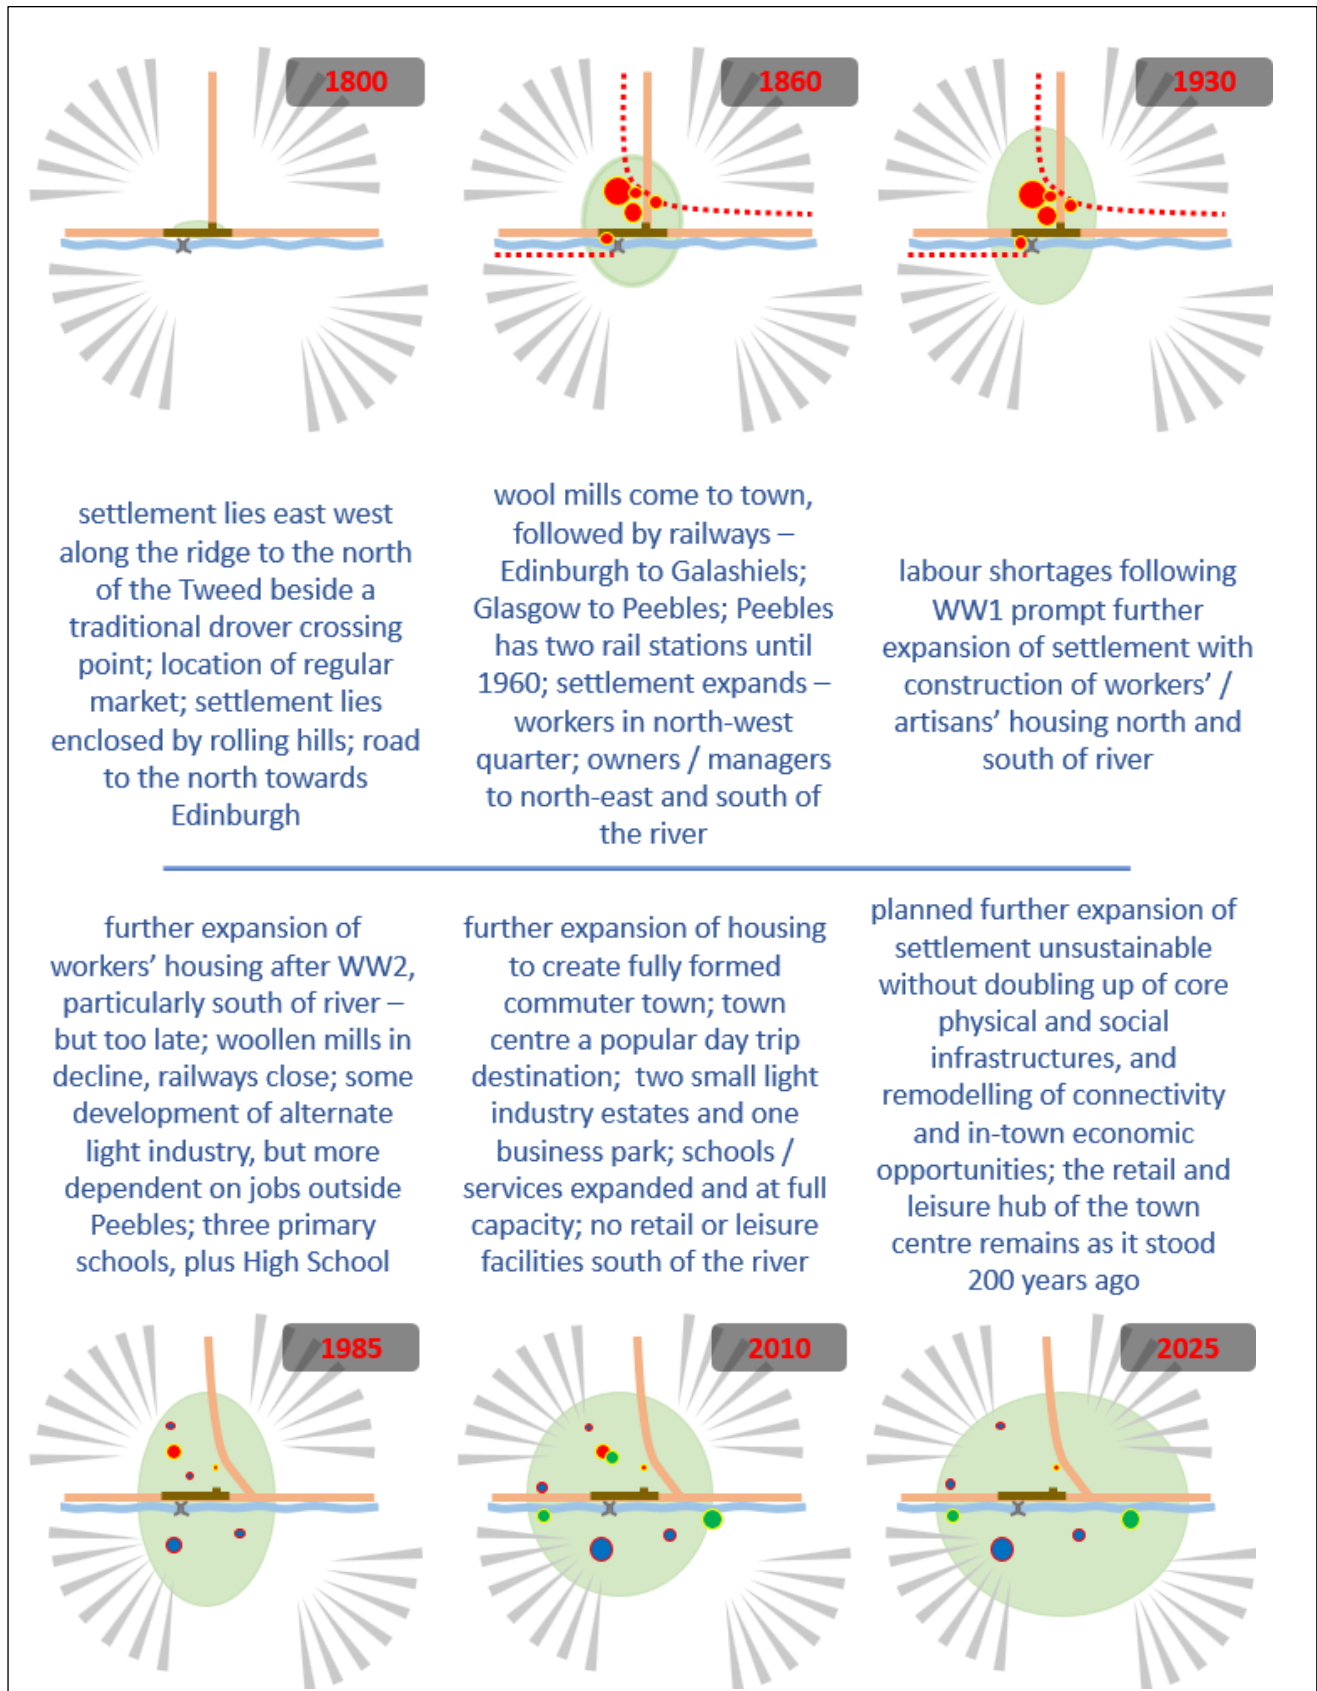 1800
1860
1930
settlement lies east west
along the ridge to the north
of the Tweed beside a
traditional drover crossing
point; location of regular
market; settlement lies
enclosed by rolling hills; road
to the north towards
Edinburgh
wool mills come to town,
followed by railways –
Edinburgh to Galashiels;
Glasgow to Peebles; Peebles
has two rail stations until
1960; settlement expands –
workers in north-west
quarter; owners / managers
to north-east and south of
the river
labour shortages following
WW1 prompt further
expansion of settlement with
construction of workers’ /
artisans’ housing north and
south of river
further expansion of
workers’ housing after WW2,
particularly south of river –
but too late; woollen mills in
decline, railways close; some
development of alternate
light industry, but more
dependent on jobs outside
Peebles; three primary
schools, plus High School
further expansion of housing
to create fully formed
commuter town; town
centre a popular day trip
destination; two small light
industry estates and one
business park; schools /
services expanded and at full
capacity; no retail or leisure
facilities south of the river
planned further expansion of
settlement unsustainable
without doubling up of core
physical and social
infrastructures, and
remodelling of connectivity
and in-town economic
opportunities; the retail and
leisure hub of the town
centre remains as it stood
200 years ago
1985
2010
2025